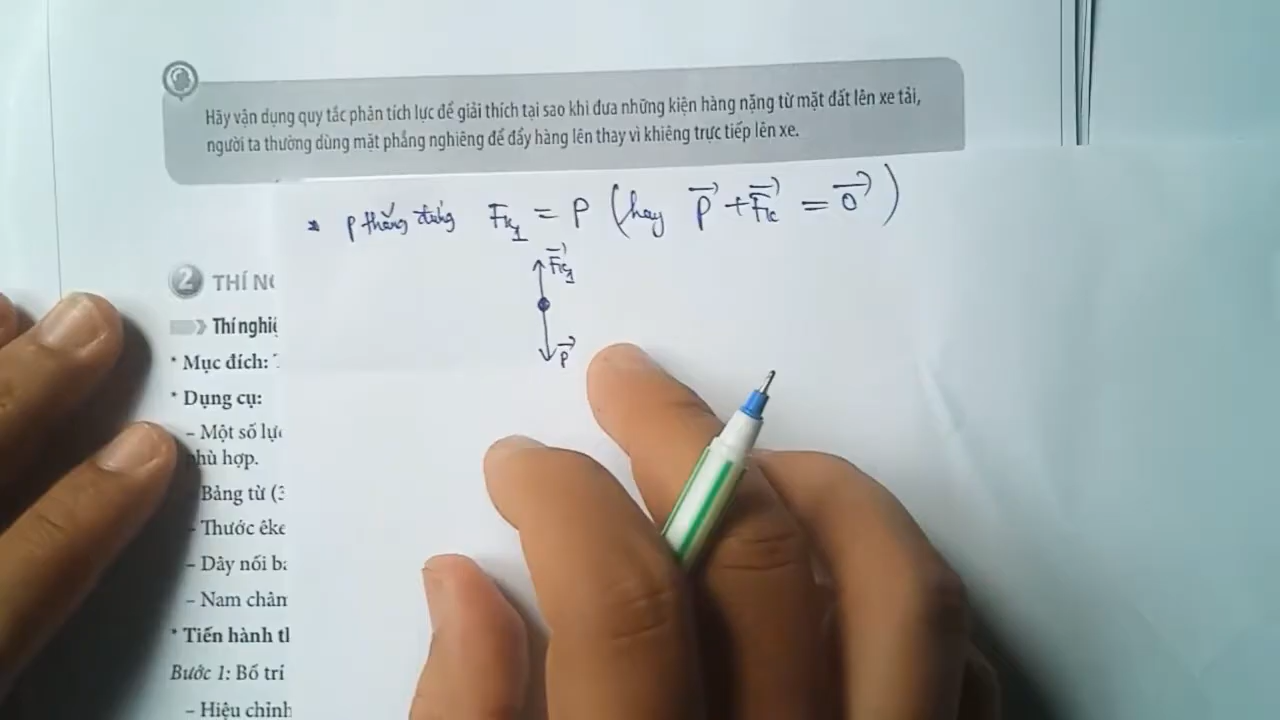 Hãy vận dụng quy tắc phân tích lực để giải thích tại sao khi đưa những kiện hàng nặng từ mặt đất lên xe tải,
người ta thường dùng mặt phẳng nghiêng để đẩy hàng lên thay vì khiêng trực tiếp lên xe.
* P thẳng đứng Fk₁ = P (hay P⃗ + F⃗k = 0⃗)
F⃗k₁
P⃗
2 THÍ NG
Thí nghiệ
* Mục đích: T
* Dụng cụ:
– Một số lực
phù hợp.
– Bảng từ (3
– Thước êke
– Dây nối bả
– Nam châm
* Tiến hành th
Bước 1: Bố trí
– Hiệu chỉnh